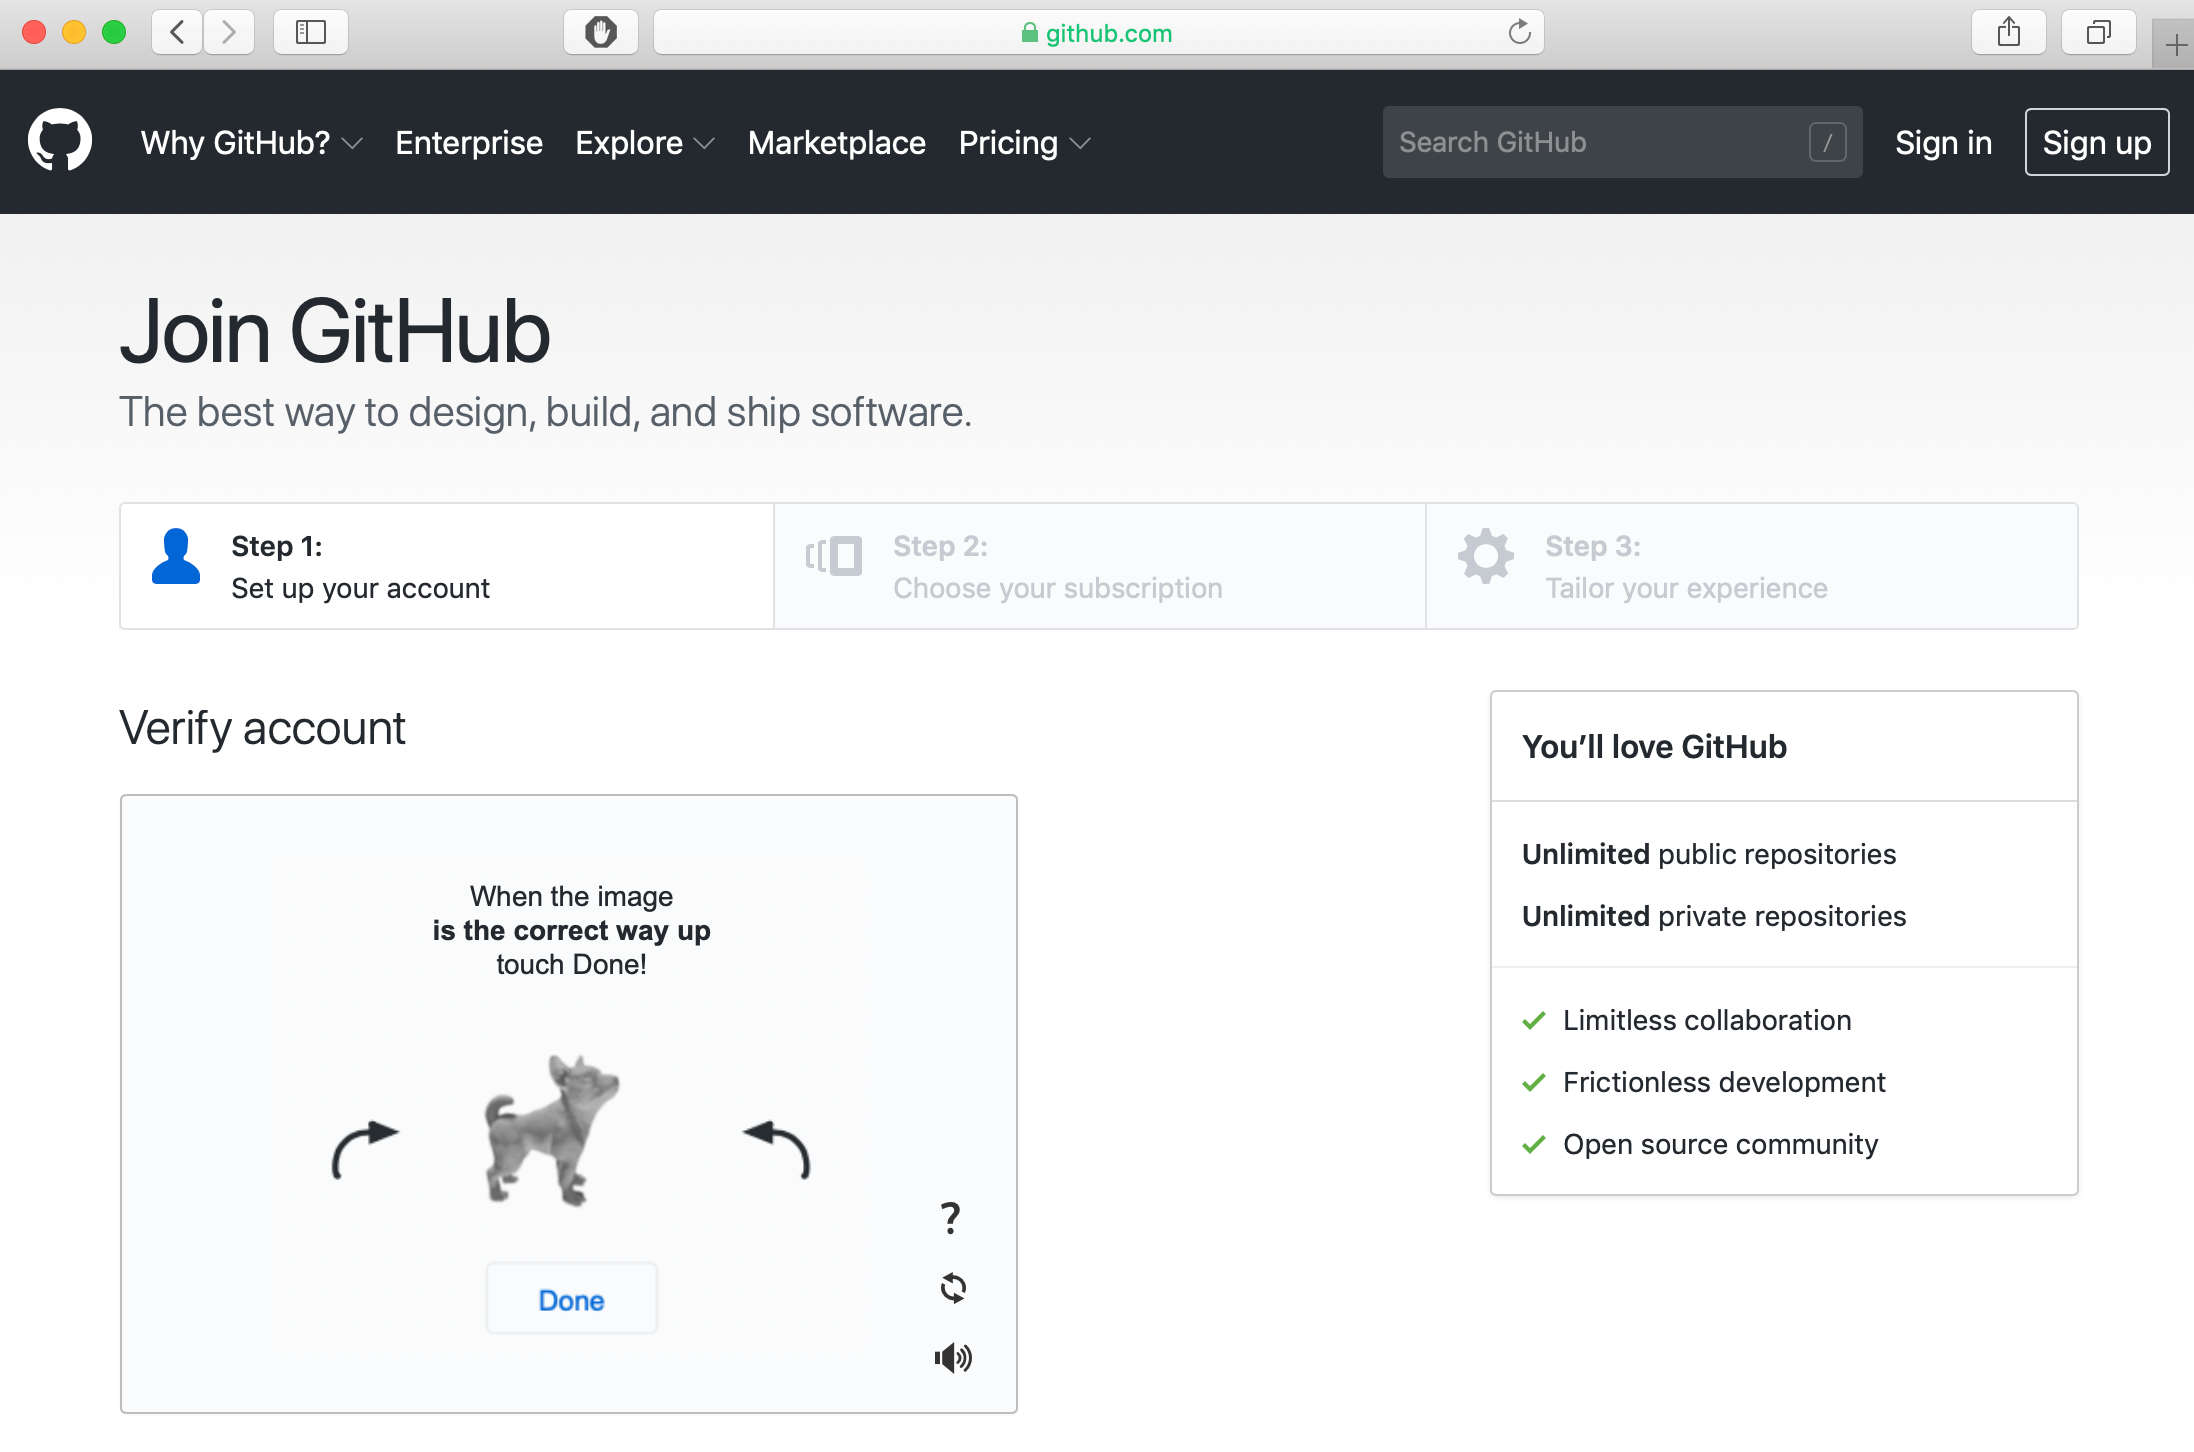 github.com
Why GitHub? Enterprise Explore Marketplace Pricing Search GitHub / Sign in Sign up
Join GitHub
The best way to design, build, and ship software.
Step 1:
Set up your account
Step 2:
Choose your subscription
Step 3:
Tailor your experience
Verify account
When the image
is the correct way up
touch Done!
?
Done
You’ll love GitHub
Unlimited public repositories
Unlimited private repositories
Limitless collaboration
Frictionless development
Open source community